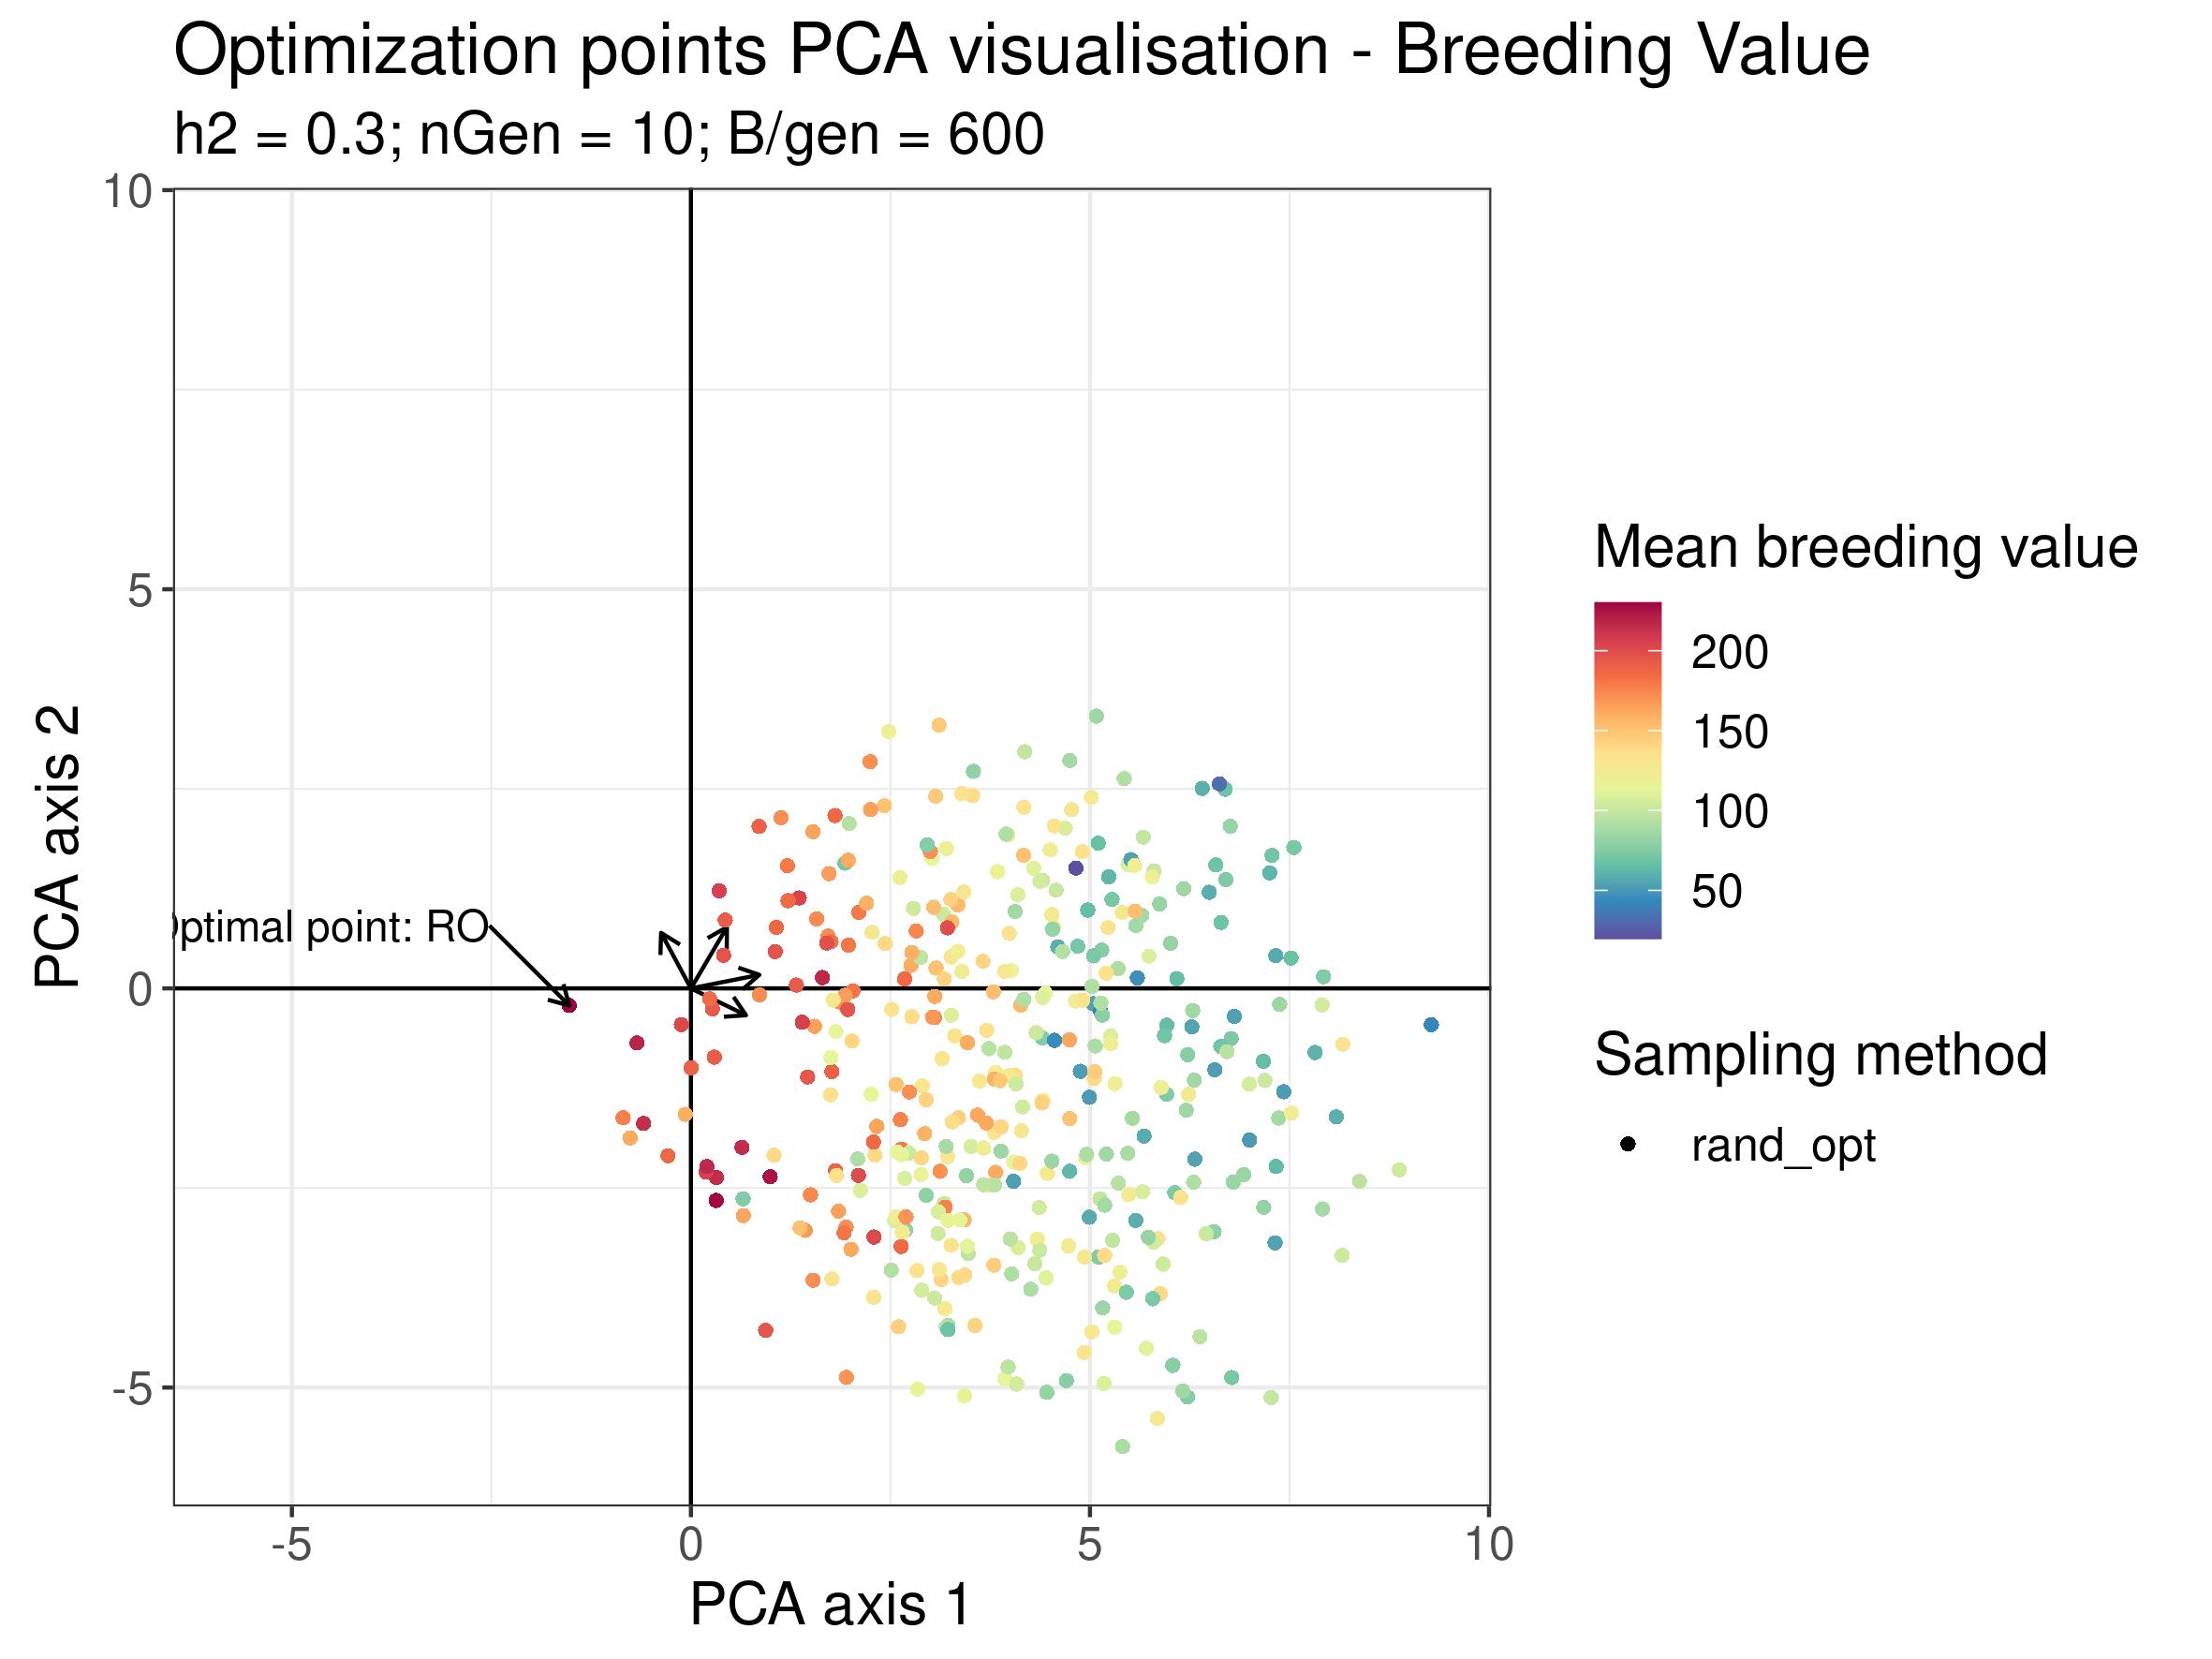 Optimization points PCA visualisation - Breeding Value
h2 = 0.3; nGen = 10; B/gen = 600
10
5
0
-5
PCA axis 2
ptimal point: RO
-5
0
5
10
PCA axis 1
Mean breeding value
200
150
100
50
Sampling method
rand_opt